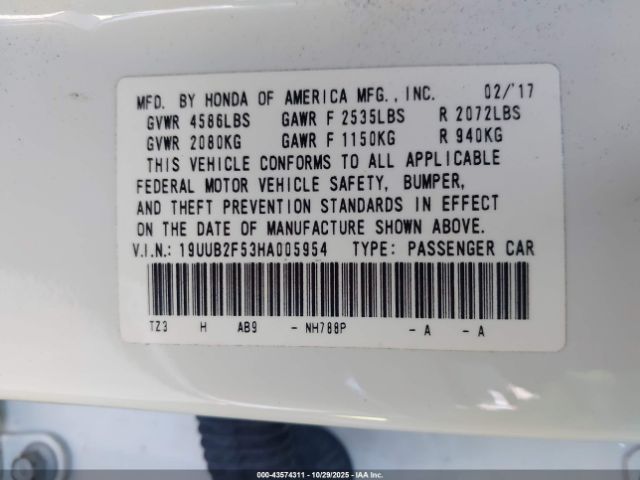 MFD. BY HONDA OF AMERICA MFG., INC. 02/'17
GVWR 4586LBS GAWR F 2535LBS R 2072LBS
GVWR 2080KG GAWR F 1150KG R 940KG
THIS VEHICLE CONFORMS TO ALL APPLICABLE
FEDERAL MOTOR VEHICLE SAFETY, BUMPER,
AND THEFT PREVENTION STANDARDS IN EFFECT
ON THE DATE OF MANUFACTURE SHOWN ABOVE.
V.I.N.: 19UUB2F53HA005954 TYPE: PASSENGER CAR
TZ3 H AB9 - NH788P - A - A
000-43574311 - 10/29/2025 - IAA Inc.